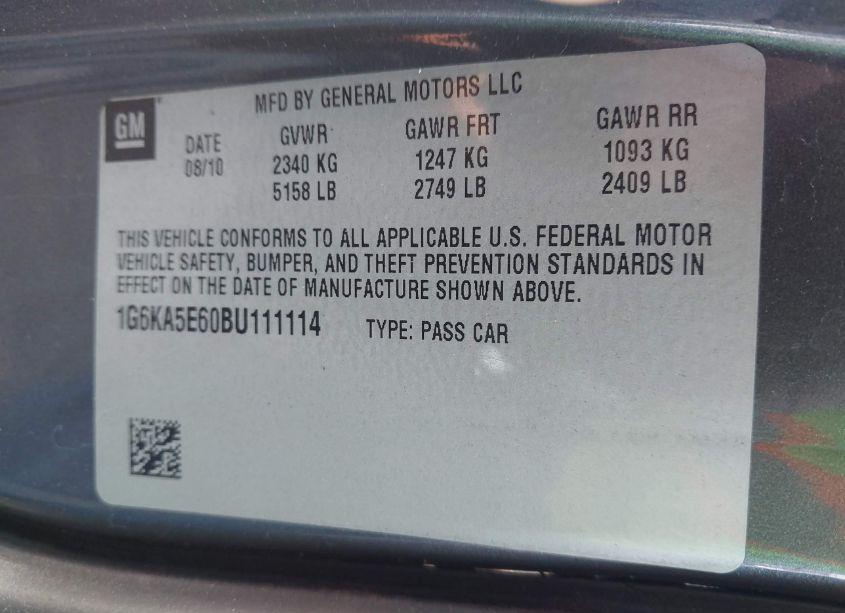 GM
MFD BY GENERAL MOTORS LLC
DATE GVWR GAWR FRT GAWR RR
08/10 2340 KG 1247 KG 1093 KG
5158 LB 2749 LB 2409 LB
THIS VEHICLE CONFORMS TO ALL APPLICABLE U.S. FEDERAL MOTOR
VEHICLE SAFETY, BUMPER, AND THEFT PREVENTION STANDARDS IN
EFFECT ON THE DATE OF MANUFACTURE SHOWN ABOVE.
1G6KA5E60BU111114 TYPE: PASS CAR